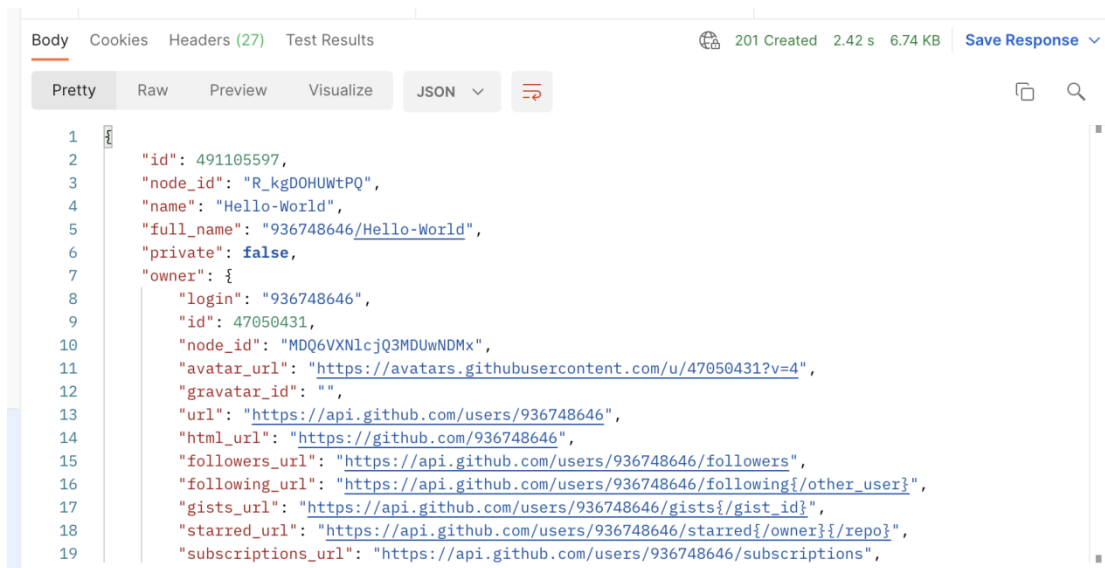 Body Cookies Headers (27) Test Results 201 Created 2.42 s 6.74 KB Save Response
Pretty Raw Preview Visualize JSON
1 {
2 "id": 491105597,
3 "node_id": "R_kgDOHUWtPQ",
4 "name": "Hello-World",
5 "full_name": "936748646/Hello-World",
6 "private": false,
7 "owner": {
8 "login": "936748646",
9 "id": 47050431,
10 "node_id": "MDQ6VXNlcjQ3MDUwNDMx",
11 "avatar_url": "https://avatars.githubusercontent.com/u/47050431?v=4",
12 "gravatar_id": "",
13 "url": "https://api.github.com/users/936748646",
14 "html_url": "https://github.com/936748646",
15 "followers_url": "https://api.github.com/users/936748646/followers",
16 "following_url": "https://api.github.com/users/936748646/following{/other_user}",
17 "gists_url": "https://api.github.com/users/936748646/gists{/gist_id}",
18 "starred_url": "https://api.github.com/users/936748646/starred{/owner}{/repo}",
19 "subscriptions_url": "https://api.github.com/users/936748646/subscriptions",